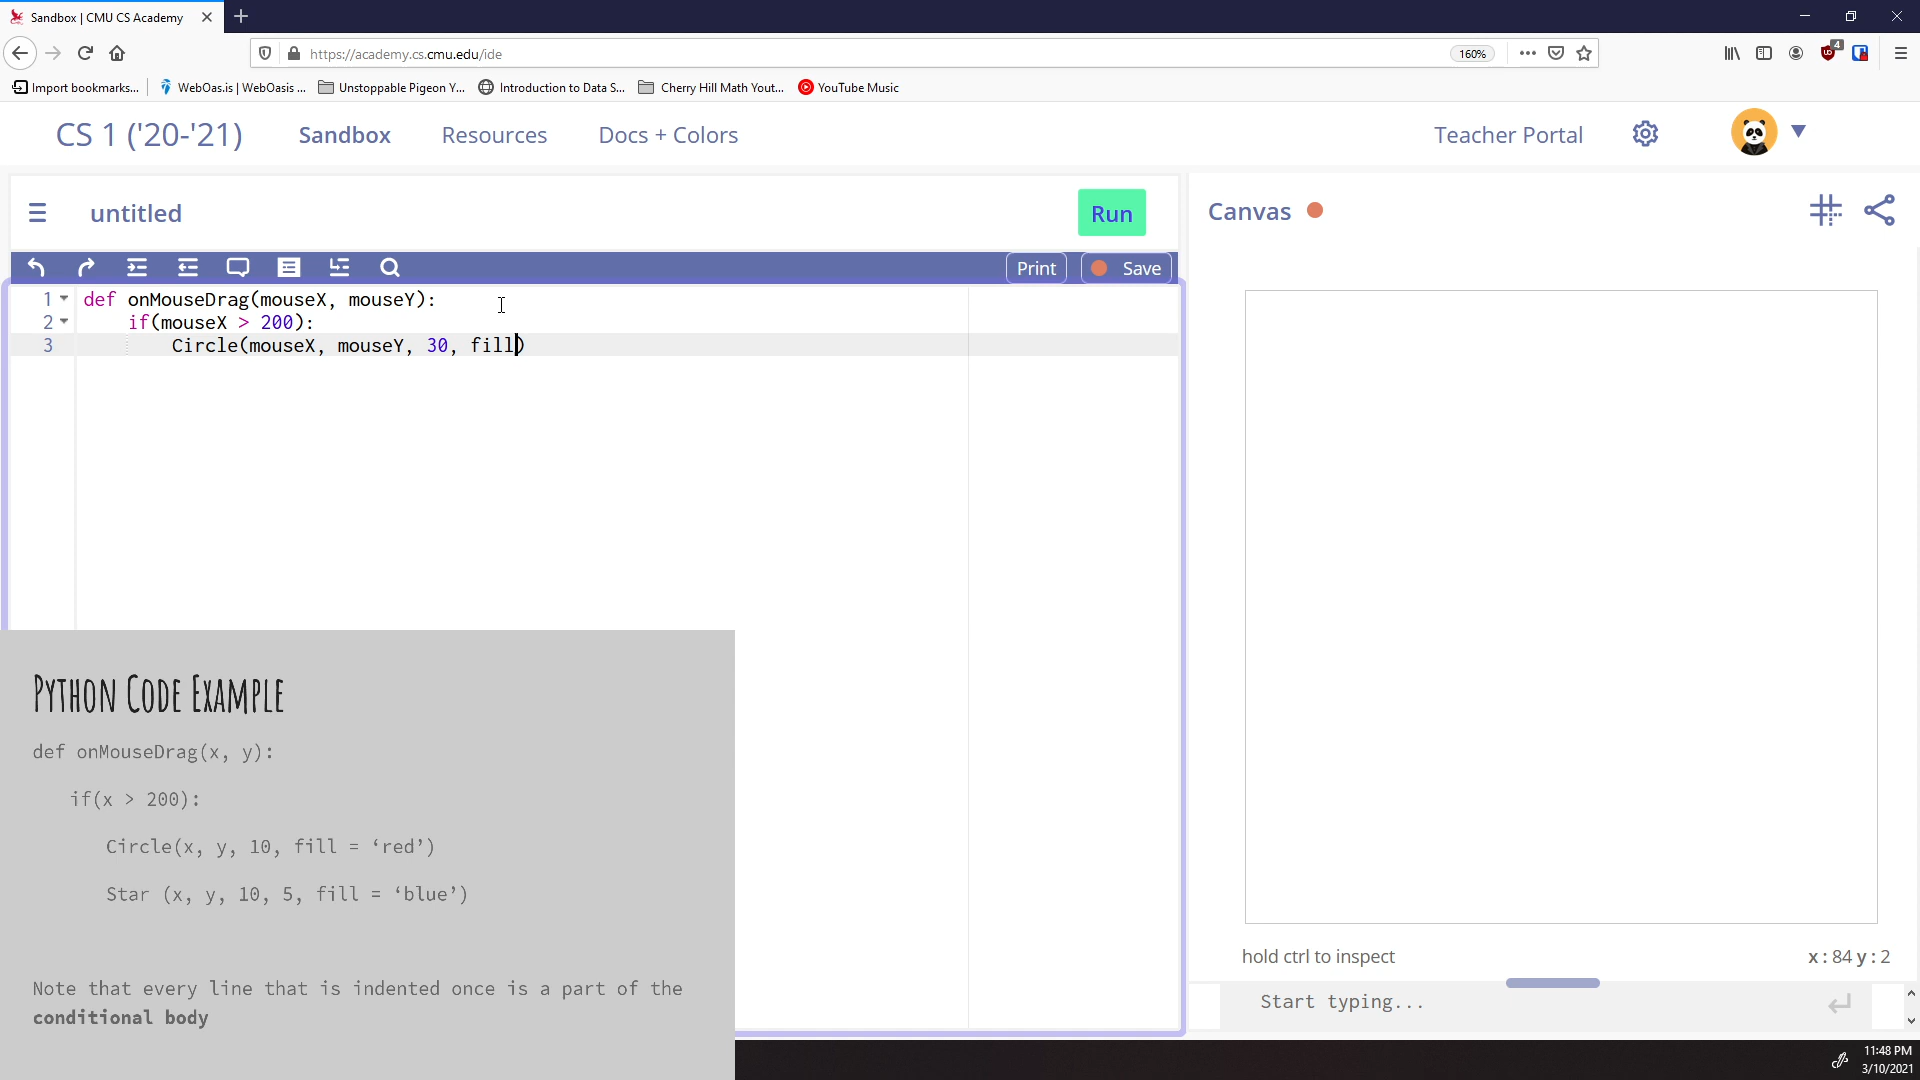 Sandbox | CMU CS Academy
https://academy.cs.cmu.edu/ide
160%
4
Import bookmarks...
WebOas.is | WebOasis ...
Unstoppable Pigeon Y...
Introduction to Data S...
Cherry Hill Math Yout...
YouTube Music
CS 1 ('20-'21)
Sandbox
Resources
Docs + Colors
Teacher Portal
untitled
Run
Canvas
Print
Save
1 def onMouseDrag(mouseX, mouseY):
2 if(mouseX > 200):
3 Circle(mouseX, mouseY, 30, fill)
PYTHON CODE EXAMPLE
def onMouseDrag(x, y):
if(x > 200):
Circle(x, y, 10, fill = ‘red’)
Star (x, y, 10, 5, fill = ‘blue’)
Note that every line that is indented once is a part of the
conditional body
hold ctrl to inspect
x: 84 y: 2
Start typing...
11:48 PM
3/10/2021